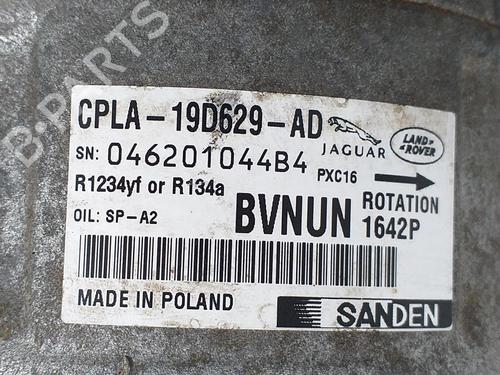 B-PARTS
CPLA-19D629-AD
JAGUAR
LAND-
ROVER
SN: 046201044B4
PXC16
R1234yf or R134a
BVNUN
ROTATION
1642P
OIL: SP-A2
MADE IN POLAND
SANDEN